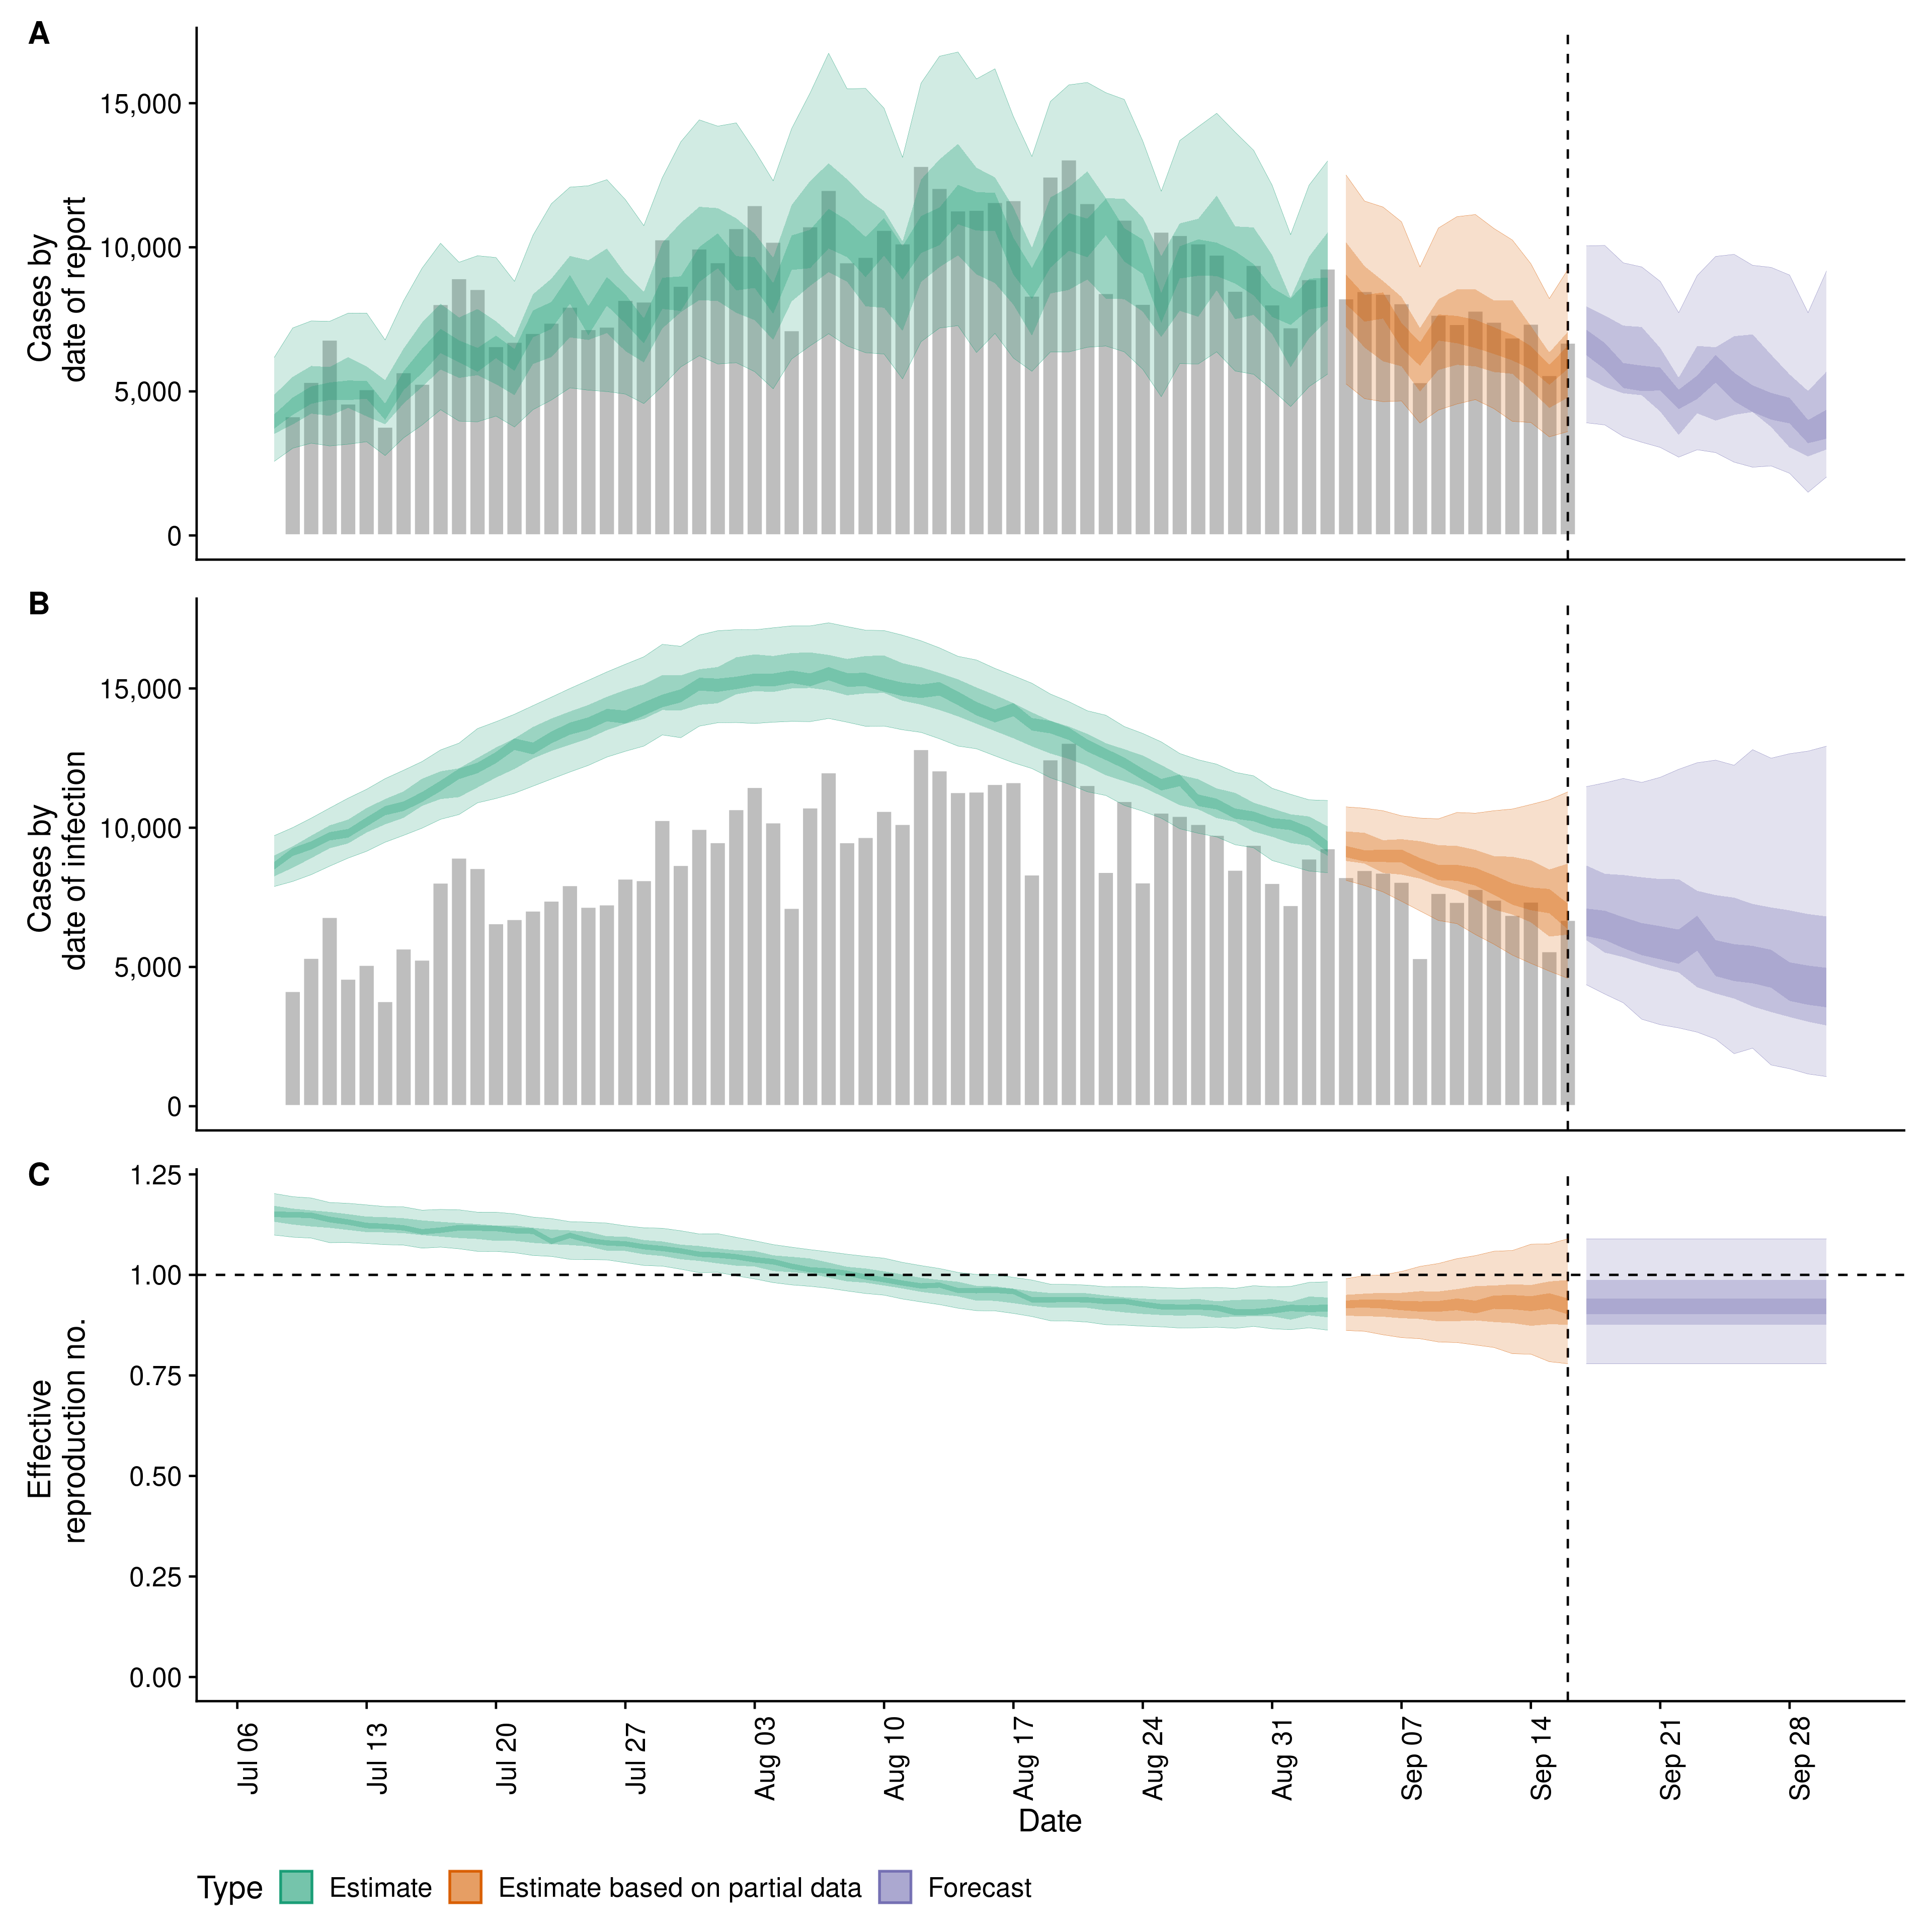 A
15,000
10,000
5,000
0
Cases by
date of report
B
15,000
10,000
5,000
0
Cases by
date of infection
C
1.25
1.00
0.75
0.50
0.25
0.00
Effective
reproduction no.
Jul 06
Jul 13
Jul 20
Jul 27
Aug 03
Aug 10
Aug 17
Aug 24
Aug 31
Sep 07
Sep 14
Sep 21
Sep 28
Date
Type Estimate Estimate based on partial data Forecast